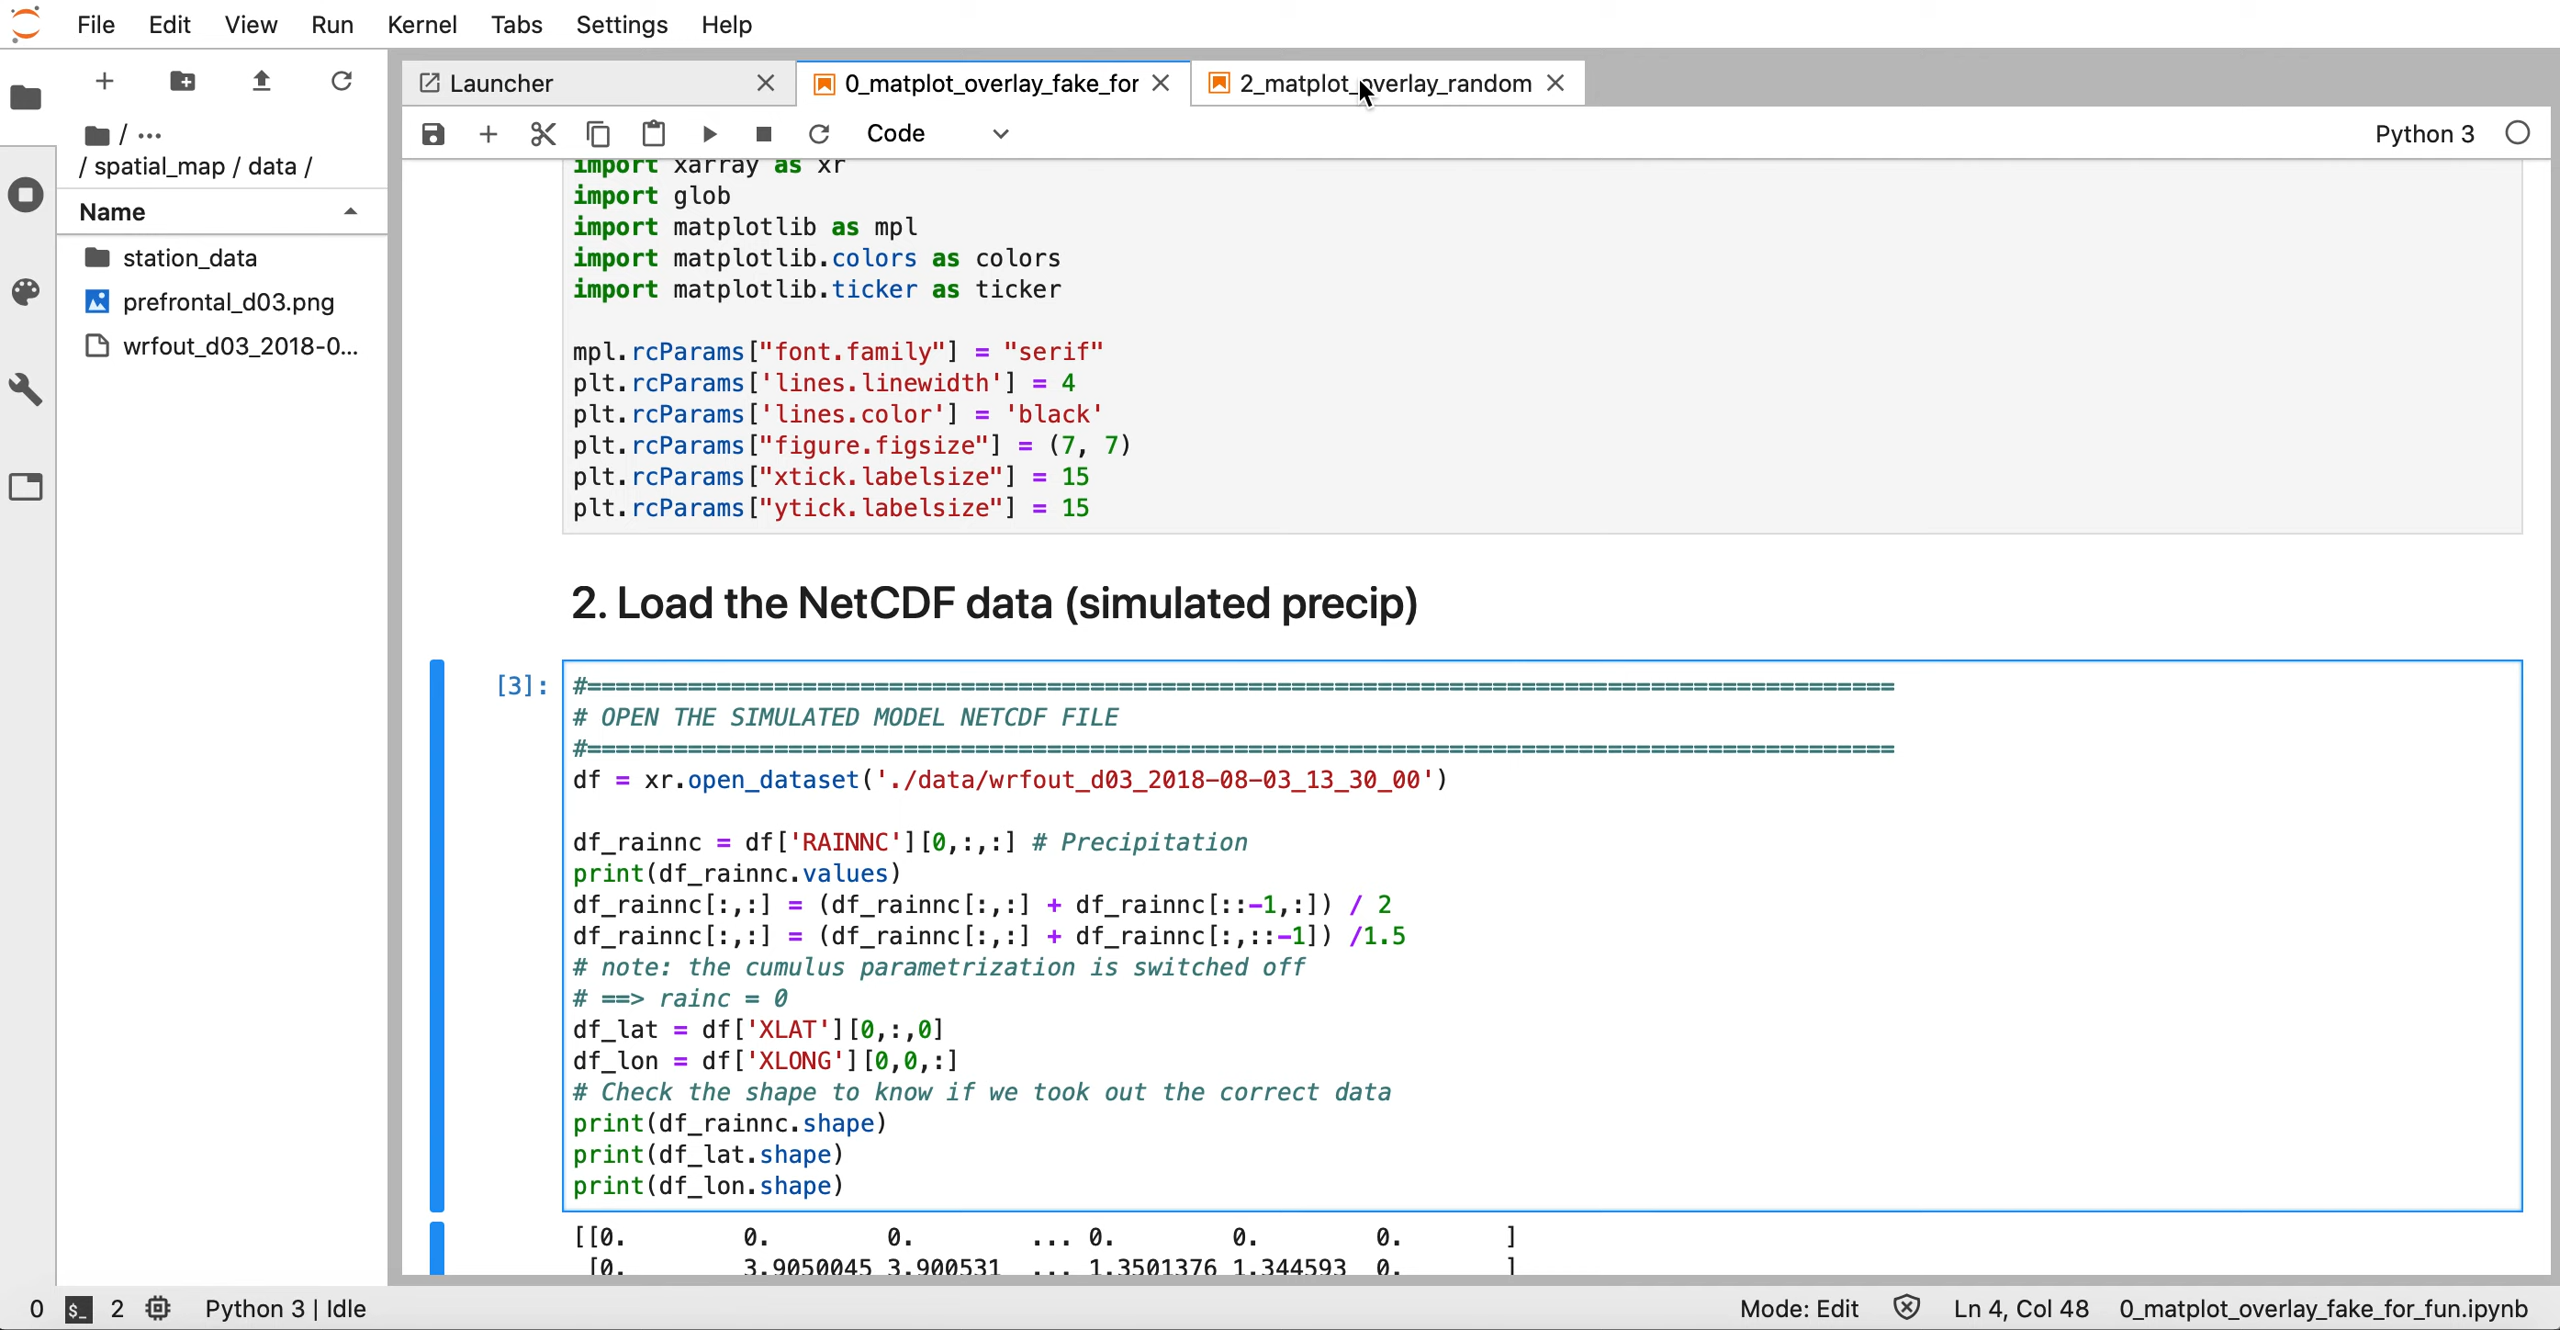 File Edit View Run Kernel Tabs Settings Help
Launcher 0_matplot_overlay_fake_for 2_matplot_overlay_random
Code Python 3
/ ...
/ spatial_map / data /
Name
station_data
prefrontal_d03.png
wrfout_d03_2018-0...
import xarray as xr
import glob
import matplotlib as mpl
import matplotlib.colors as colors
import matplotlib.ticker as ticker
mpl.rcParams["font.family"] = "serif"
plt.rcParams['lines.linewidth'] = 4
plt.rcParams['lines.color'] = 'black'
plt.rcParams["figure.figsize"] = (7, 7)
plt.rcParams["xtick.labelsize"] = 15
plt.rcParams["ytick.labelsize"] = 15
2. Load the NetCDF data (simulated precip)
[3]: #===========================================================================================
# OPEN THE SIMULATED MODEL NETCDF FILE
#===========================================================================================
df = xr.open_dataset('./data/wrfout_d03_2018-08-03_13_30_00')
df_rainnc = df['RAINNC'][0,:,:] # Precipitation
print(df_rainnc.values)
df_rainnc[:,:] = (df_rainnc[:,:] + df_rainnc[::-1,:]) / 2
df_rainnc[:,:] = (df_rainnc[:,:] + df_rainnc[:,::-1]) /1.5
# note: the cumulus parametrization is switched off
# ==> rainc = 0
df_lat = df['XLAT'][0,:,0]
df_lon = df['XLONG'][0,0,:]
# Check the shape to know if we took out the correct data
print(df_rainnc.shape)
print(df_lat.shape)
print(df_lon.shape)
[[0. 0. 0. ... 0. 0. 0. ]
[0. 3.9050045 3.900531 ... 1.3501376 1.344593 0. ]
0 $_ 2 Python 3 | Idle Mode: Edit Ln 4, Col 48 0_matplot_overlay_fake_for_fun.ipynb